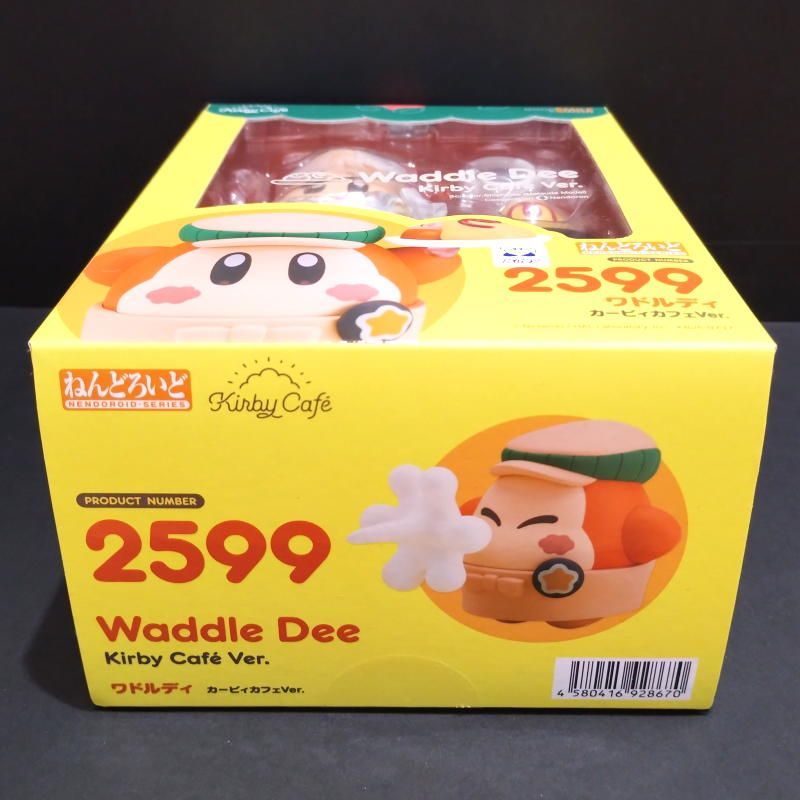 Kirby Café
Waddle Dee
Kirby Café Ver.
ねんどろいど
PRODUCT NUMBER
2599
ワドルディ
カービィカフェVer.
ねんどろいど
NENDOROID-SERIES
Kirby Café
PRODUCT NUMBER
2599
Waddle Dee
Kirby Café Ver.
ワドルディ カービィカフェVer.
4 580416 928670